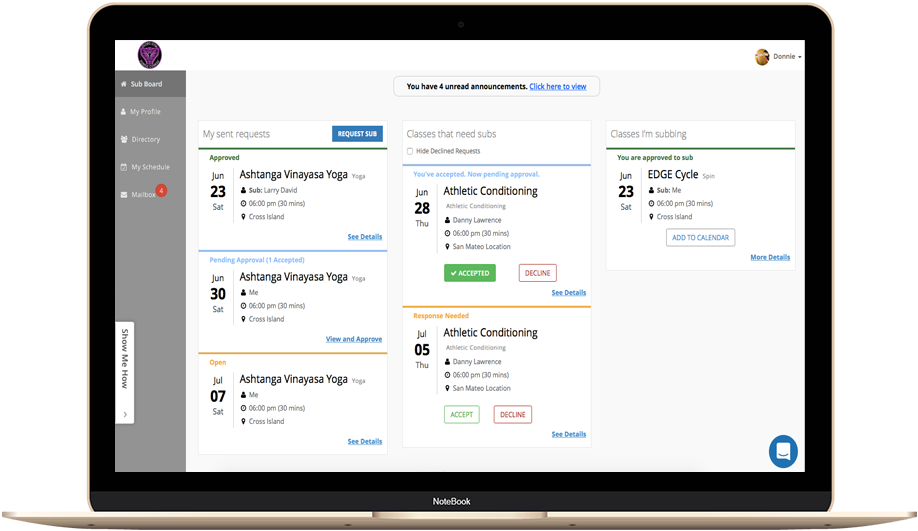 Donnie
Sub Board
My Profile
Directory
My Schedule
Mailbox 4
Show Me How
You have 4 unread announcements. Click here to view
My sent requests
REQUEST SUB
Approved
Jun
23
Sat
Ashtanga Vinayasa Yoga Yoga
Sub: Larry David
06:00 pm (30 mins)
Cross Island
See Details
Pending Approval (1 Accepted)
Jun
30
Sat
Ashtanga Vinayasa Yoga Yoga
Me
06:00 pm (30 mins)
Cross Island
View and Approve
Open
Jul
07
Sat
Ashtanga Vinayasa Yoga Yoga
Me
06:00 pm (30 mins)
Cross Island
See Details
Classes that need subs
Hide Declined Requests
You've accepted. Now pending approval.
Jun
28
Thu
Athletic Conditioning
Athletic Conditioning
Danny Lawrence
06:00 pm (30 mins)
San Mateo Location
ACCEPTED
DECLINE
See Details
Response Needed
Jul
05
Thu
Athletic Conditioning
Athletic Conditioning
Danny Lawrence
06:00 pm (30 mins)
San Mateo Location
ACCEPT
DECLINE
See Details
Classes I'm subbing
You are approved to sub
Jun
23
Sat
EDGE Cycle Spin
Sub: Me
06:00 pm (30 mins)
Cross Island
ADD TO CALENDAR
More Details
NoteBook